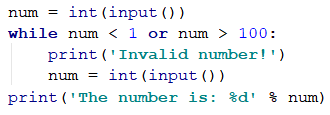 num = int(input())
while num < 1 or num > 100:
    print('Invalid number!')
    num = int(input())
print('The number is: %d' % num)